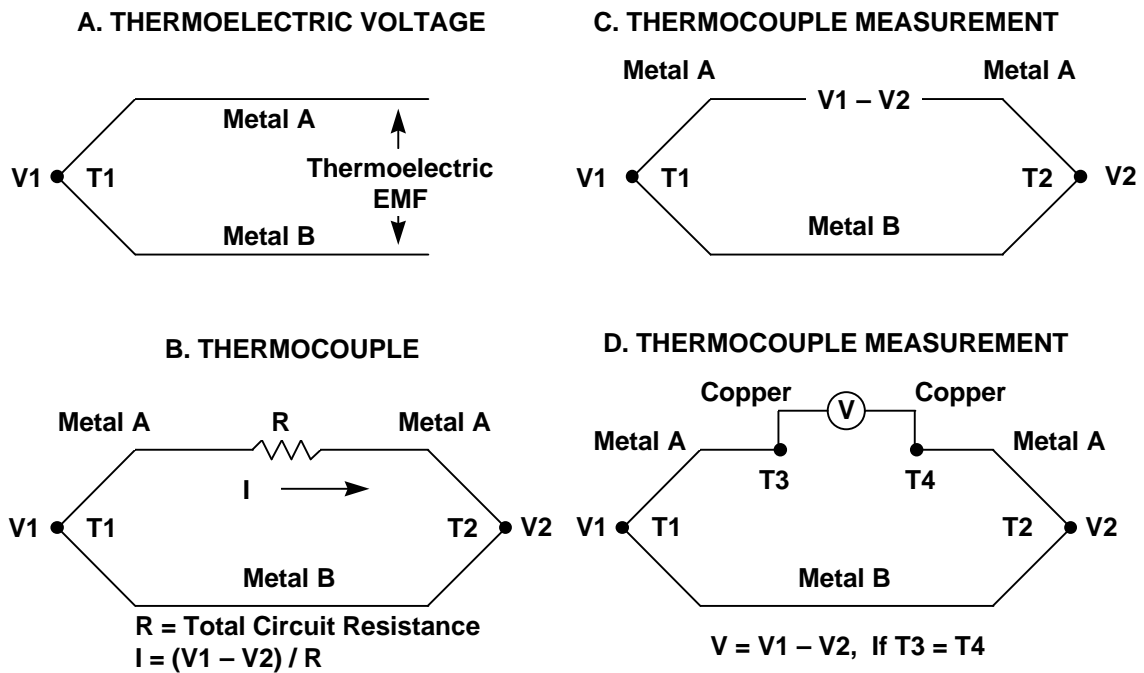 A. THERMOELECTRIC VOLTAGE
Metal A
V1
T1
Thermoelectric
EMF
Metal B
C. THERMOCOUPLE MEASUREMENT
Metal A
Metal A
V1 – V2
V1
T1
T2
V2
Metal B
B. THERMOCOUPLE
Metal A
R
Metal A
I
V1
T1
T2
V2
Metal B
R = Total Circuit Resistance
I = (V1 – V2) / R
D. THERMOCOUPLE MEASUREMENT
Copper
V
Copper
Metal A
Metal A
T3
T4
V1
T1
T2
V2
Metal B
V = V1 – V2, If T3 = T4